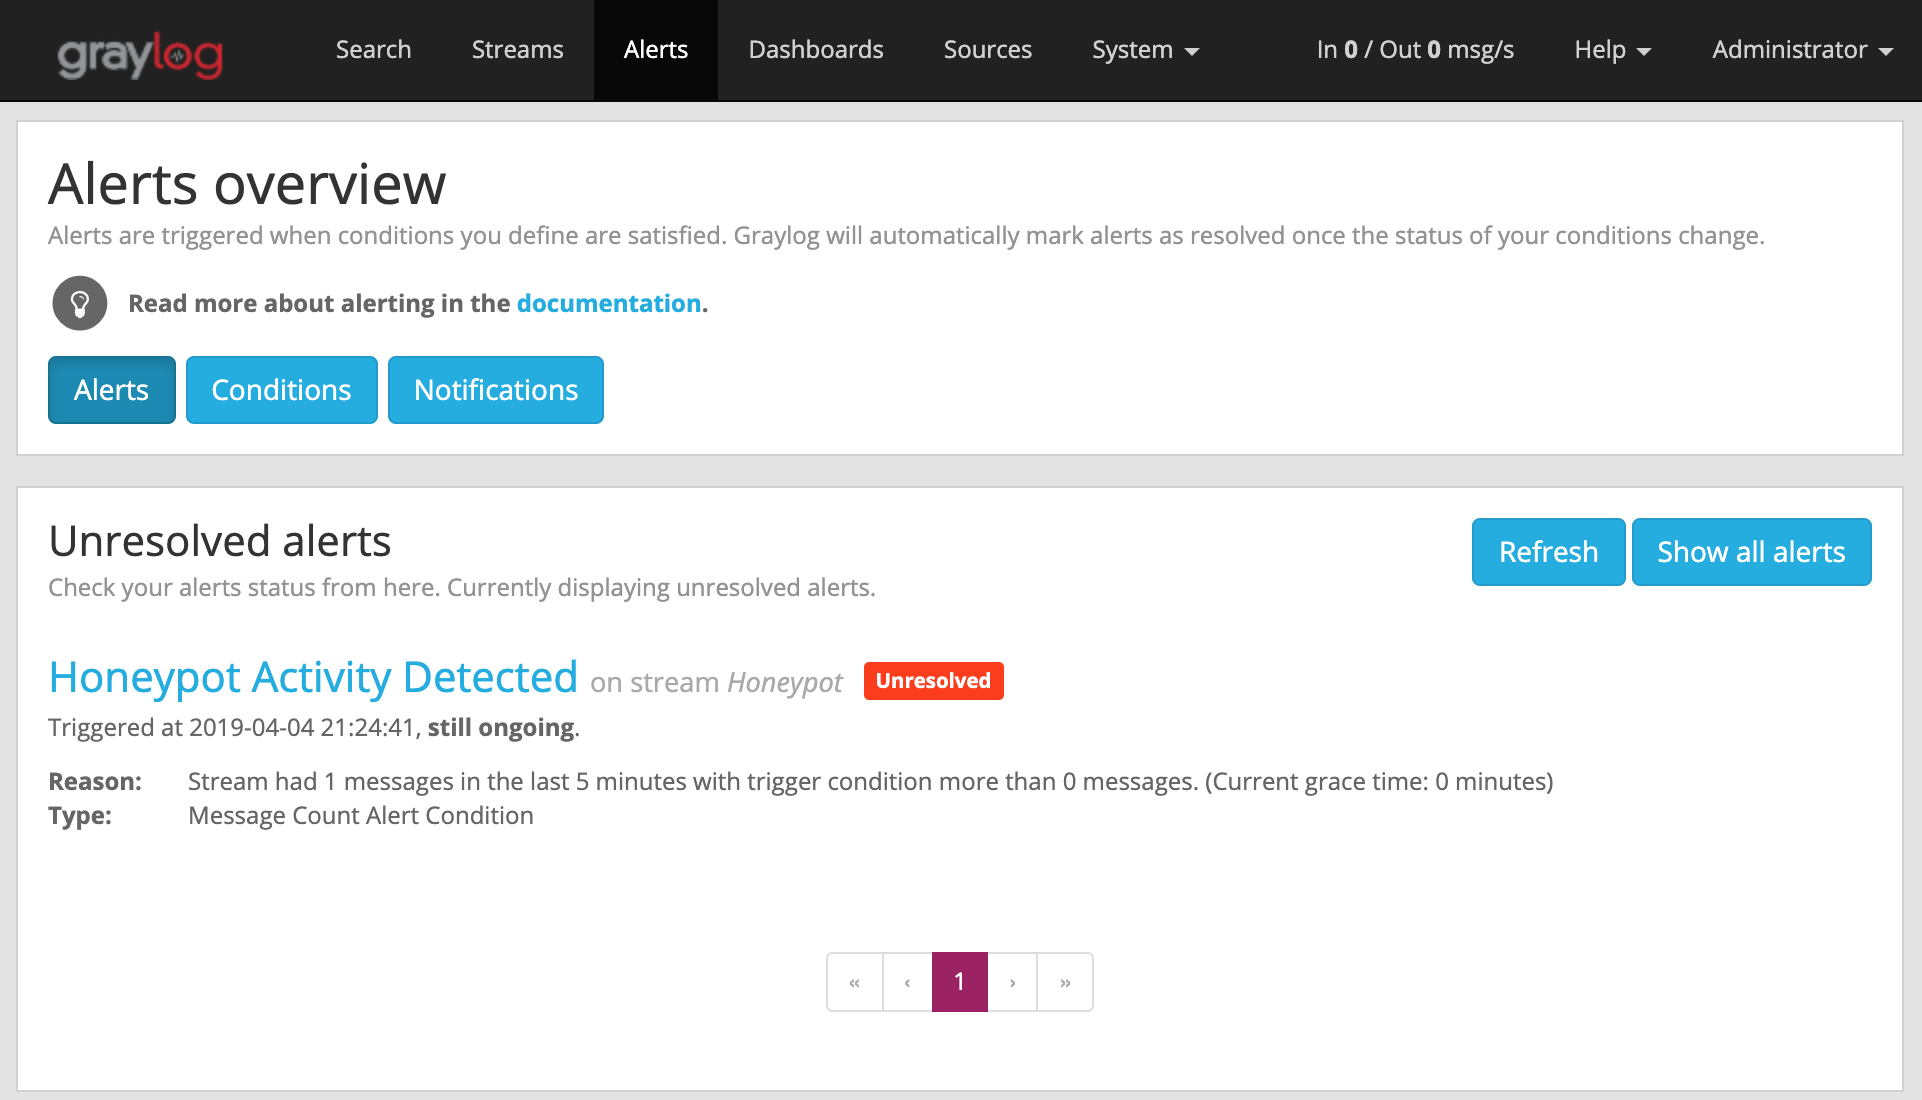 graylog Search Streams Alerts Dashboards Sources System In 0 / Out 0 msg/s Help Administrator
Alerts overview
Alerts are triggered when conditions you define are satisfied. Graylog will automatically mark alerts as resolved once the status of your conditions change.
Read more about alerting in the documentation.
Alerts Conditions Notifications
Unresolved alerts
Refresh Show all alerts
Check your alerts status from here. Currently displaying unresolved alerts.
Honeypot Activity Detected on stream Honeypot Unresolved
Triggered at 2019-04-04 21:24:41, still ongoing.
Reason: Stream had 1 messages in the last 5 minutes with trigger condition more than 0 messages. (Current grace time: 0 minutes)
Type: Message Count Alert Condition
« ‹ 1 › »